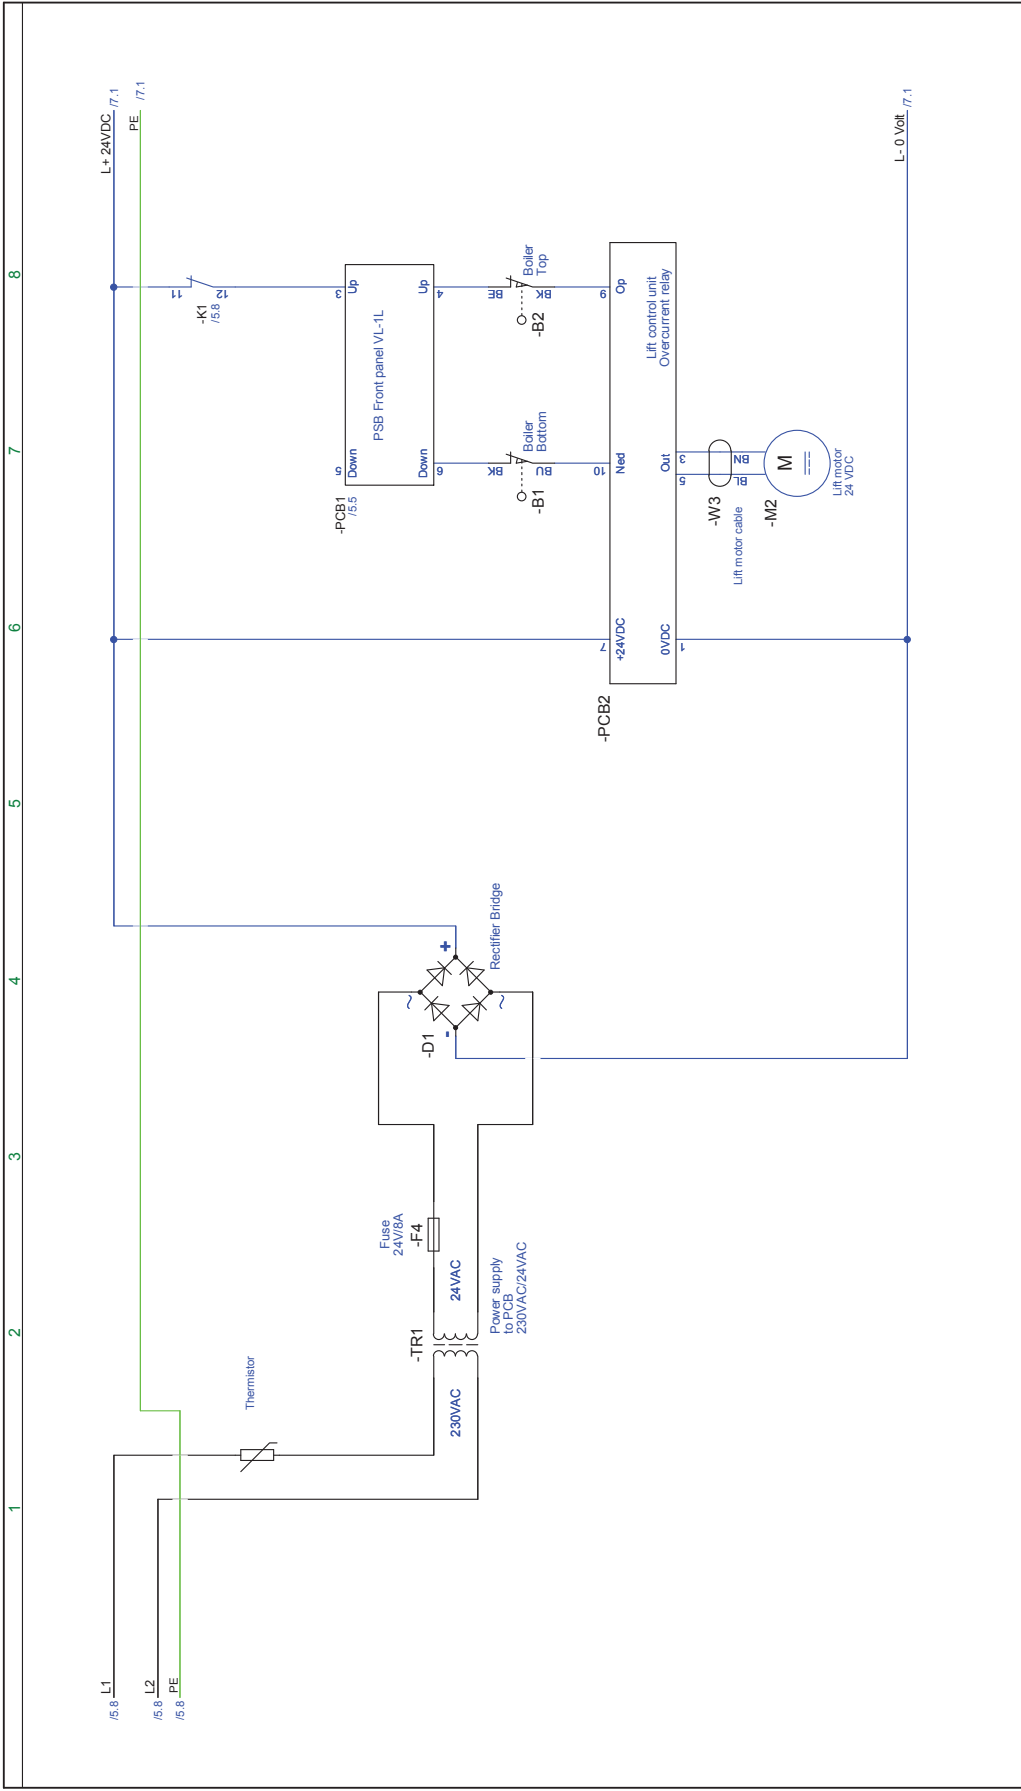 1
2
3
4
5
6
7
8
L1
/5.8
L2
/5.8
PE
/5.8
Thermistor
230VAC
-TR1
24VAC
Power supply
to PCB
230VAC/24VAC
Fuse
24V/8A
-F4
-D1
~
~
-
+
Rectifier Bridge
L+ 24VDC /7.1
PE /7.1
L- 0 Volt /7.1
-K1
/5.8
11
12
-PCB1
/5.5
5
Down
3
Up
PSB Front panel VL-1L
Down
6
Up
4
BK
BU
-B1
Boiler
Bottom
BE
BK
-B2
Boiler
Top
-PCB2
7
+24VDC
10
Ned
9
Op
Lift control unit
Overcurrent relay
0VDC
1
Out
5
3
-W3
BL
BN
Lift motor cable
-M2
M
Lift motor
24 VDC